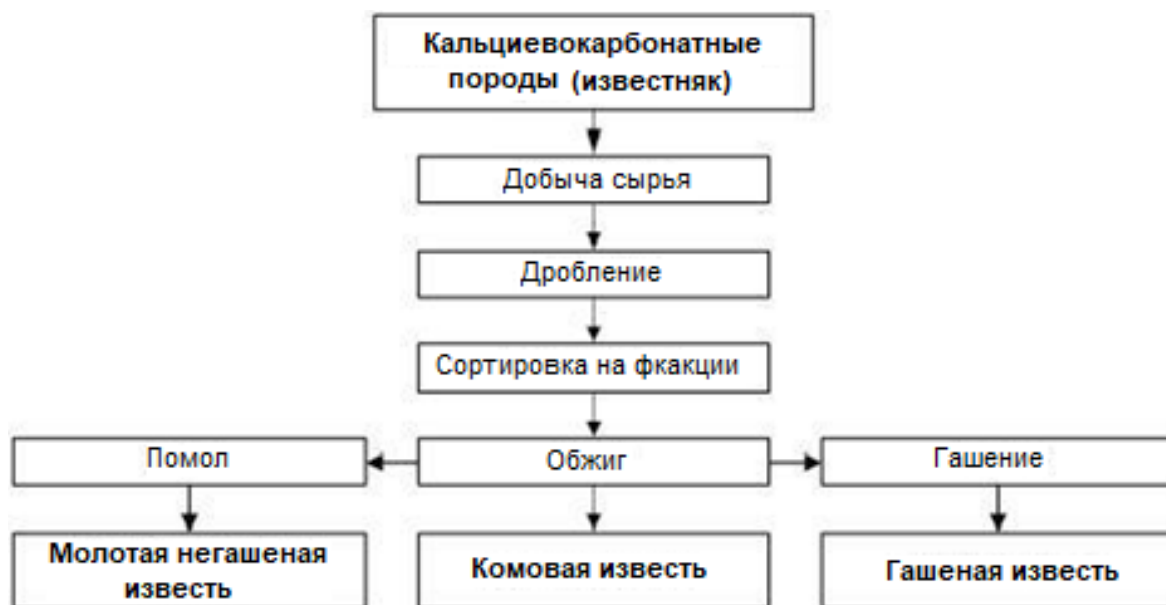 Кальциевокарбонатные
породы (известняк)
Добыча сырья
Дробление
Сортировка на фкакции
Помол
Обжиг
Гашение
Молотая негашеная
известь
Комовая известь
Гашеная известь